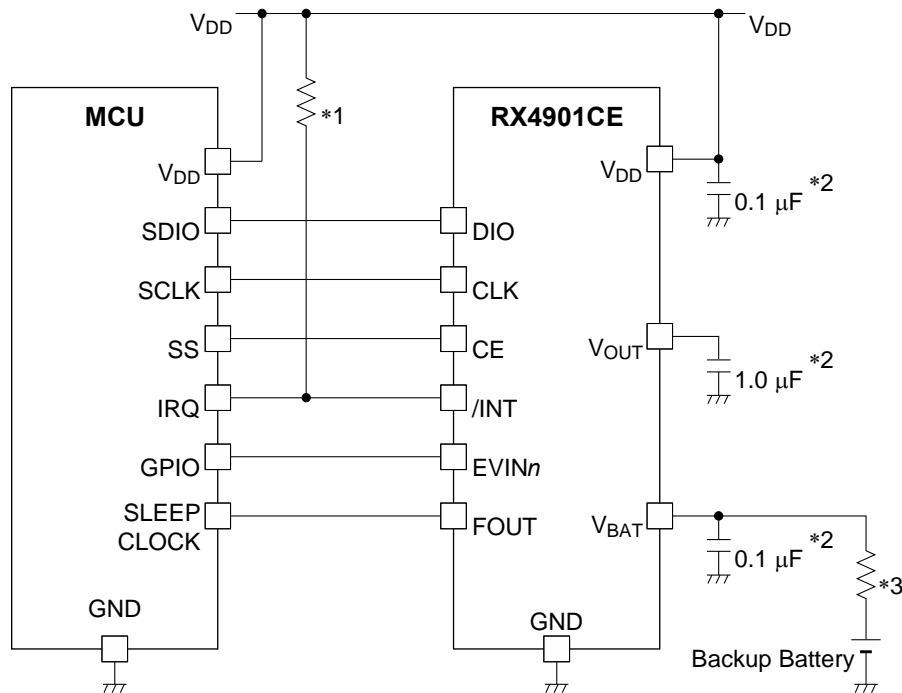 VDD
VDD
*1
MCU
VDD
SDIO
SCLK
SS
IRQ
GPIO
SLEEP
CLOCK
GND
RX4901CE
VDD
DIO
CLK
CE
/INT
EVINn
FOUT
VOUT
VBAT
GND
0.1 μF *2
1.0 μF *2
0.1 μF *2
*3
Backup Battery